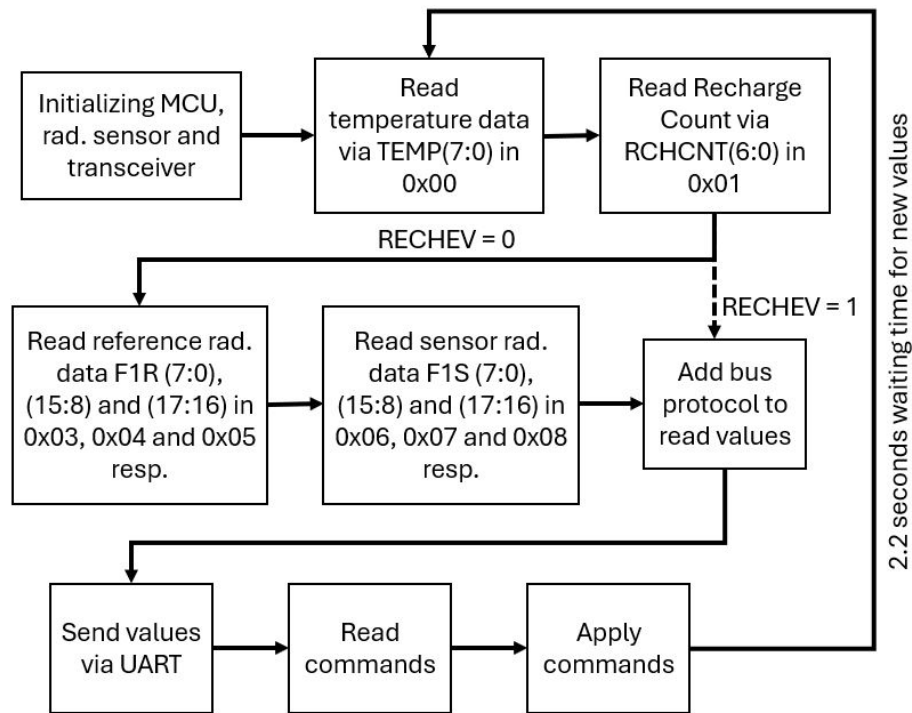 Initializing MCU,
rad. sensor and
transceiver
Read
temperature data
via TEMP(7:0) in
0x00
Read Recharge
Count via
RCHCNT(6:0) in
0x01
RECHEV = 0
RECHEV = 1
Read reference rad.
data F1R (7:0),
(15:8) and (17:16) in
0x03, 0x04 and 0x05
resp.
Read sensor rad.
data F1S (7:0),
(15:8) and (17:16) in
0x06, 0x07 and 0x08
resp.
Add bus
protocol to
read values
Send values
via UART
Read
commands
Apply
commands
2.2 seconds waiting time for new values